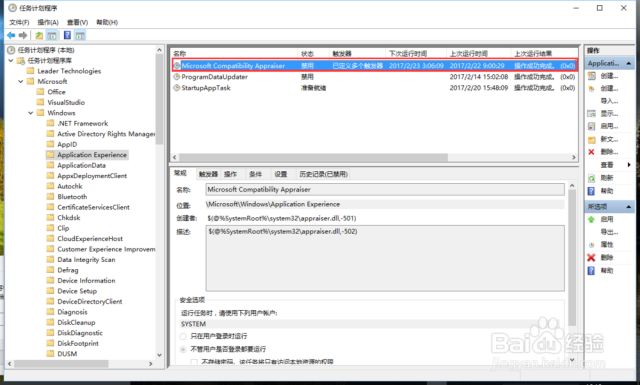 任务计划程序
文件(F) 操作(A) 查看(V) 帮助(H)
任务计划程序 (本地)
任务计划程序库
Leader Technologies
Microsoft
Office
VisualStudio
Windows
.NET Framework
Active Directory Rights Manager
AppID
Application Experience
ApplicationData
AppxDeploymentClient
Autochk
Bluetooth
CertificateServicesClient
Chkdsk
Clip
CloudExperienceHost
Customer Experience Improvem
Data Integrity Scan
Defrag
Device Information
Device Setup
DeviceDirectoryClient
Diagnosis
DiskCleanup
DiskDiagnostic
DiskFootprint
DUSM
名称 状态 触发器 下次运行时间 上次运行时间 上次运行结果
Microsoft Compatibility Appraiser 禁用 已定义多个触发器 2017/2/23 3:06:09 2017/2/22 9:00:29 操作成功完成。 (0x0)
ProgramDataUpdater 禁用 2017/2/14 15:02:08 操作成功完成。 (0x0)
StartupAppTask 准备就绪 2017/2/20 15:48:09 操作成功完成。 (0x0)
常规 触发器 操作 条件 设置 历史记录(已禁用)
名称: Microsoft Compatibility Appraiser
位置: \Microsoft\Windows\Application Experience
创建者: $(@%SystemRoot%\system32\appraiser.dll,-501)
描述: $(@%SystemRoot%\system32\appraiser.dll,-502)
安全选项
运行任务时，请使用下列用户帐户:
SYSTEM
只在用户登录时运行
不管用户是否登录都要运行
不存储密码。该任务将只有访问本地资源的权限
操作
Applicati...
创建...
创建...
导入...
显示...
启用...
新文...
删除...
查看
刷新
帮助
所选项
启用
导出...
属性
删除
帮助
Baidu 经验